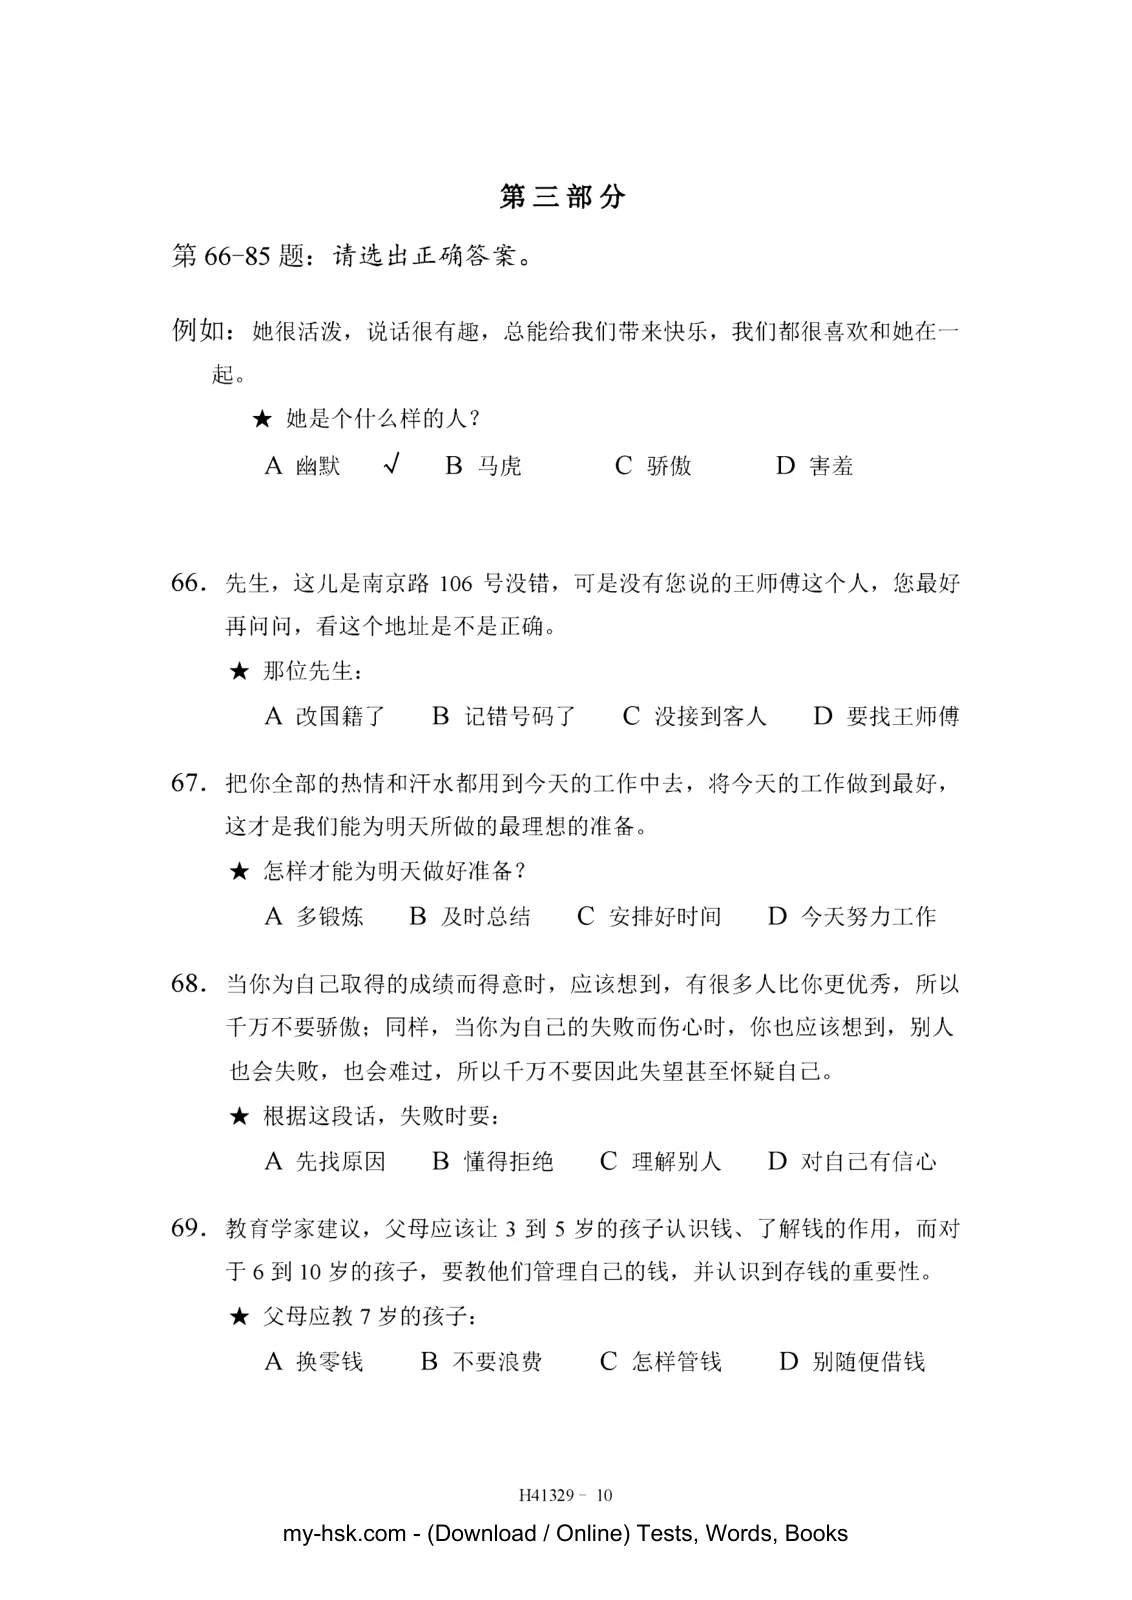 第三部分
第 66-85 题：请选出正确答案。
例如：她很活泼，说话很有趣，总能给我们带来快乐，我们都很喜欢和她在一
起。
★ 她是个什么样的人？
A 幽默 √ B 马虎 C 骄傲 D 害羞
66. 先生，这儿是南京路 106 号没错，可是没有您说的王师傅这个人，您最好
再问问，看这个地址是不是正确。
★ 那位先生：
A 改国籍了 B 记错号码了 C 没接到客人 D 要找王师傅
67. 把你全部的热情和汗水都用到今天的工作中去，将今天的工作做到最好，
这才是我们能为明天所做的最理想的准备。
★ 怎样才能为明天做好准备？
A 多锻炼 B 及时总结 C 安排好时间 D 今天努力工作
68. 当你为自己取得的成绩而得意时，应该想到，有很多人比你更优秀，所以
千万不要骄傲；同样，当你为自己的失败而伤心时，你也应该想到，别人
也会失败，也会难过，所以千万不要因此失望甚至怀疑自己。
★ 根据这段话，失败时要：
A 先找原因 B 懂得拒绝 C 理解别人 D 对自己有信心
69. 教育学家建议，父母应该让 3 到 5 岁的孩子认识钱、了解钱的作用，而对
于 6 到 10 岁的孩子，要教他们管理自己的钱，并认识到存钱的重要性。
★ 父母应教 7 岁的孩子：
A 换零钱 B 不要浪费 C 怎样管钱 D 别随便借钱
H41329 - 10
my-hsk.com - (Download / Online) Tests, Words, Books